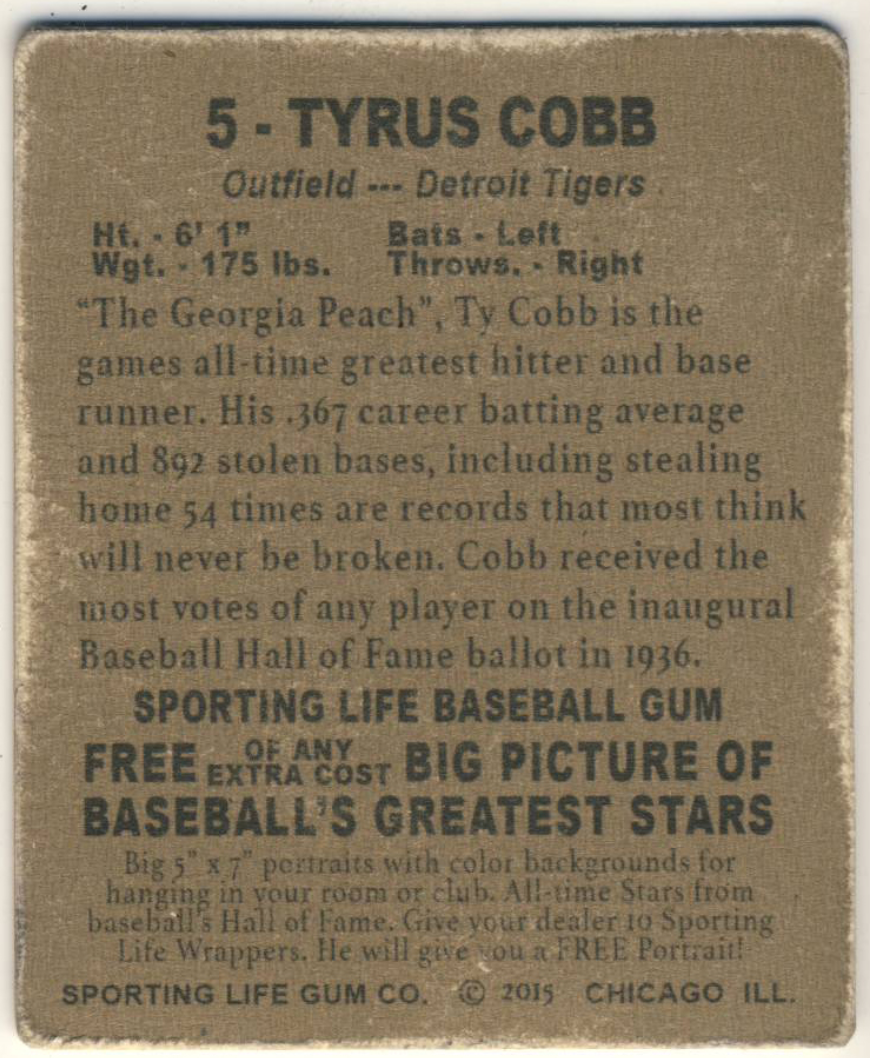 5 - TYRUS COBB
Outfield --- Detroit Tigers
Ht. - 6' 1" Bats - Left
Wgt. - 175 lbs. Throws. - Right
"The Georgia Peach", Ty Cobb is the
games all-time greatest hitter and base
runner. His .367 career batting average
and 892 stolen bases, including stealing
home 54 times are records that most think
will never be broken. Cobb received the
most votes of any player on the inaugural
Baseball Hall of Fame ballot in 1936.
SPORTING LIFE BASEBALL GUM
FREE OF ANY EXTRA COST BIG PICTURE OF
BASEBALL'S GREATEST STARS
Big 5" x 7" portraits with color backgrounds for
hanging in your room or club. All-time Stars from
baseball's Hall of Fame. Give your dealer 10 Sporting
Life Wrappers. He will give you a FREE Portrait!
SPORTING LIFE GUM CO. © 2015 CHICAGO ILL.